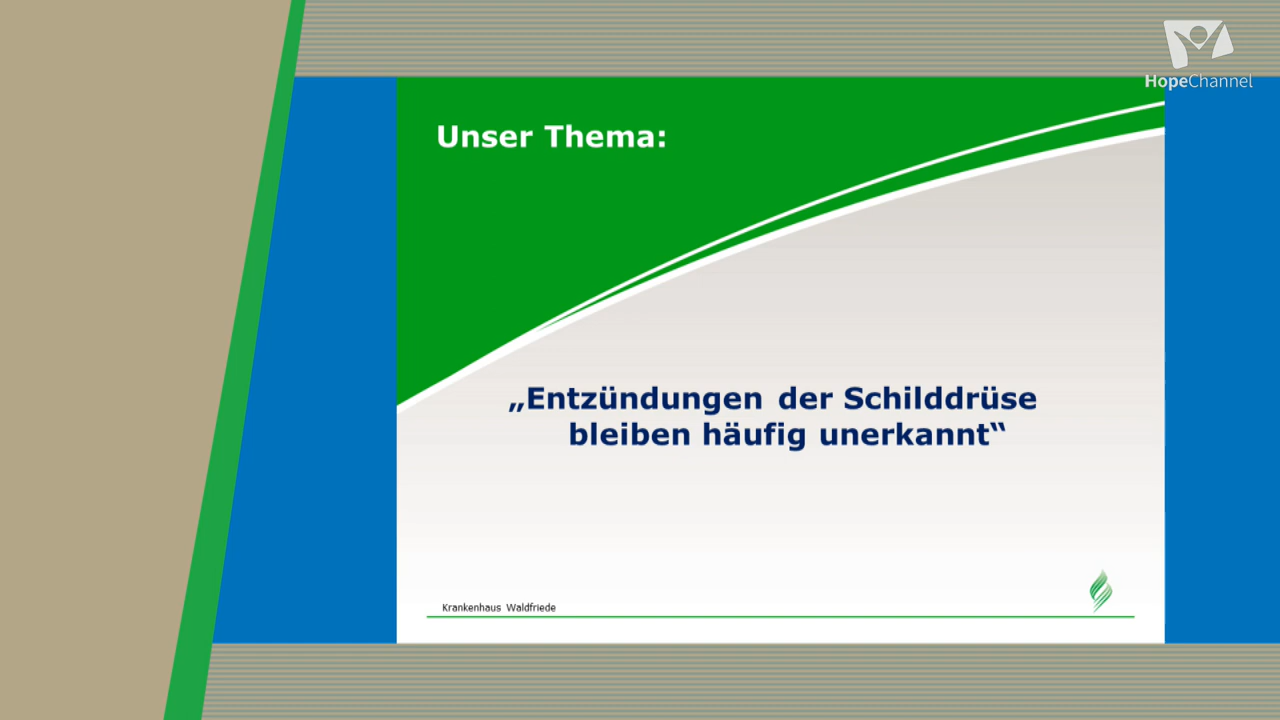 HopeChannel
Unser Thema:
„Entzündungen der Schilddrüse
bleiben häufig unerkannt“
Krankenhaus Waldfriede